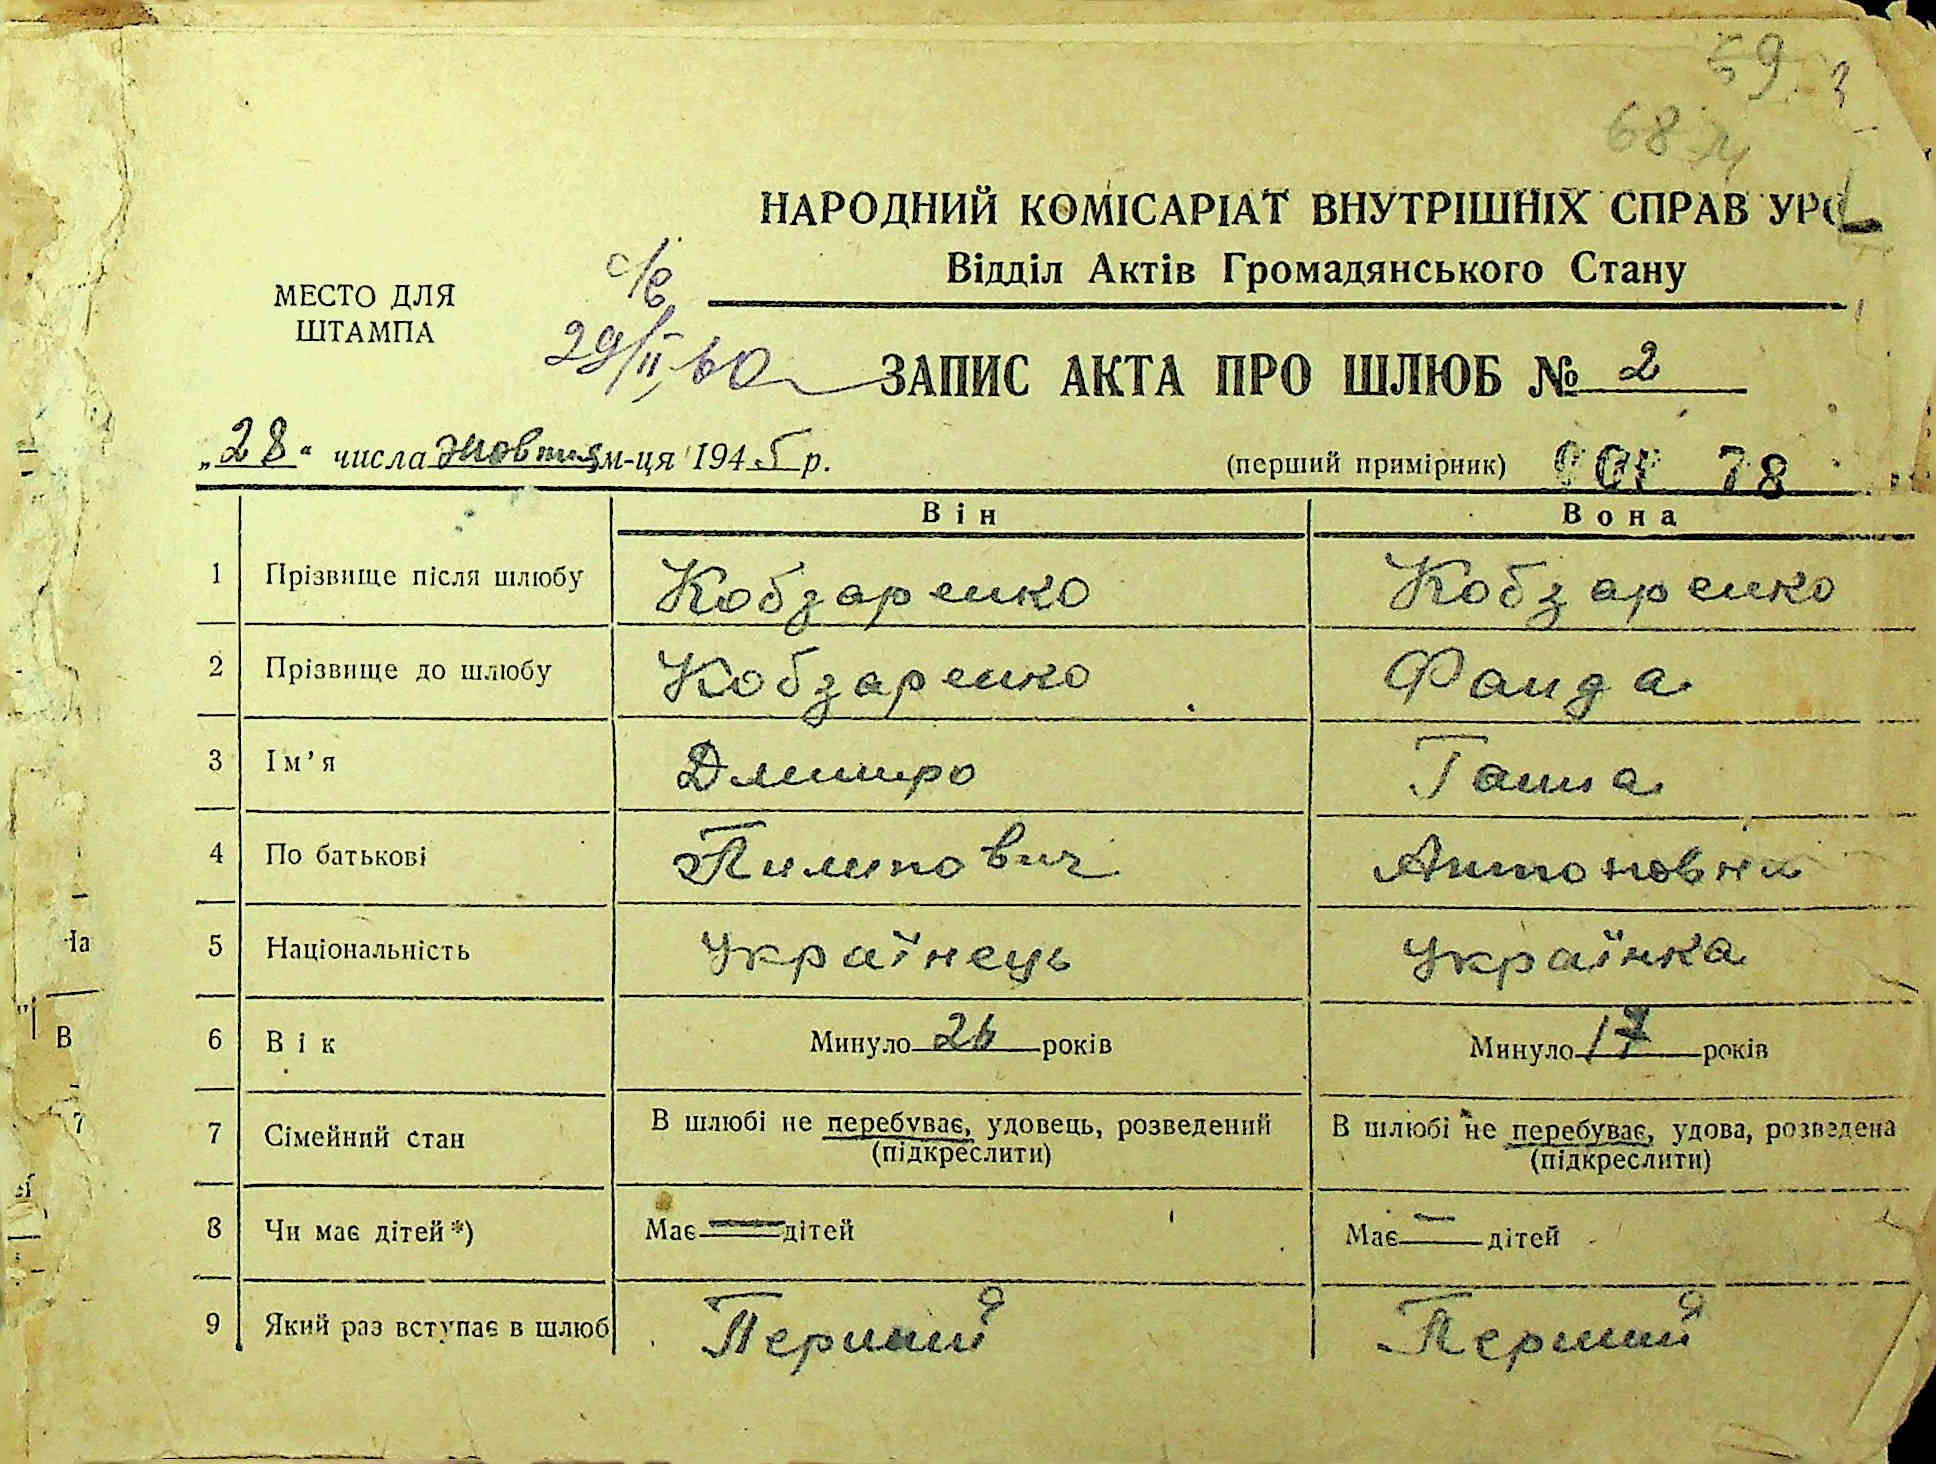 59
68
НАРОДНИЙ КОМІСАРІАТ ВНУТРІШНІХ СПРАВ УРС
Відділ Актів Громадянського Стану
МЕСТО ДЛЯ
ШТАМПА
с/в
29/II 60
ЗАПИС АКТА ПРО ШЛЮБ № 2
„28“ числа жовтня м-ця 1945 р.
(перший примірник) 78
Він Вона
1 Прізвище після шлюбу Кобзаренко Кобзаренко
2 Прізвище до шлюбу Кобзаренко Фанда
3 Ім'я Дмитро Ганна
4 По батькові Пилипович Антоновна
5 Національність Українець Українка
6 Вік Минуло 26 років Минуло 17 років
7 Сімейний стан В шлюбі не перебуває, удовець, розведений В шлюбі не перебуває, удова, розведена
(підкреслити) (підкреслити)
8 Чи має дітей*) Має — дітей Має — дітей
9 Який раз вступає в шлюб Перший Перший